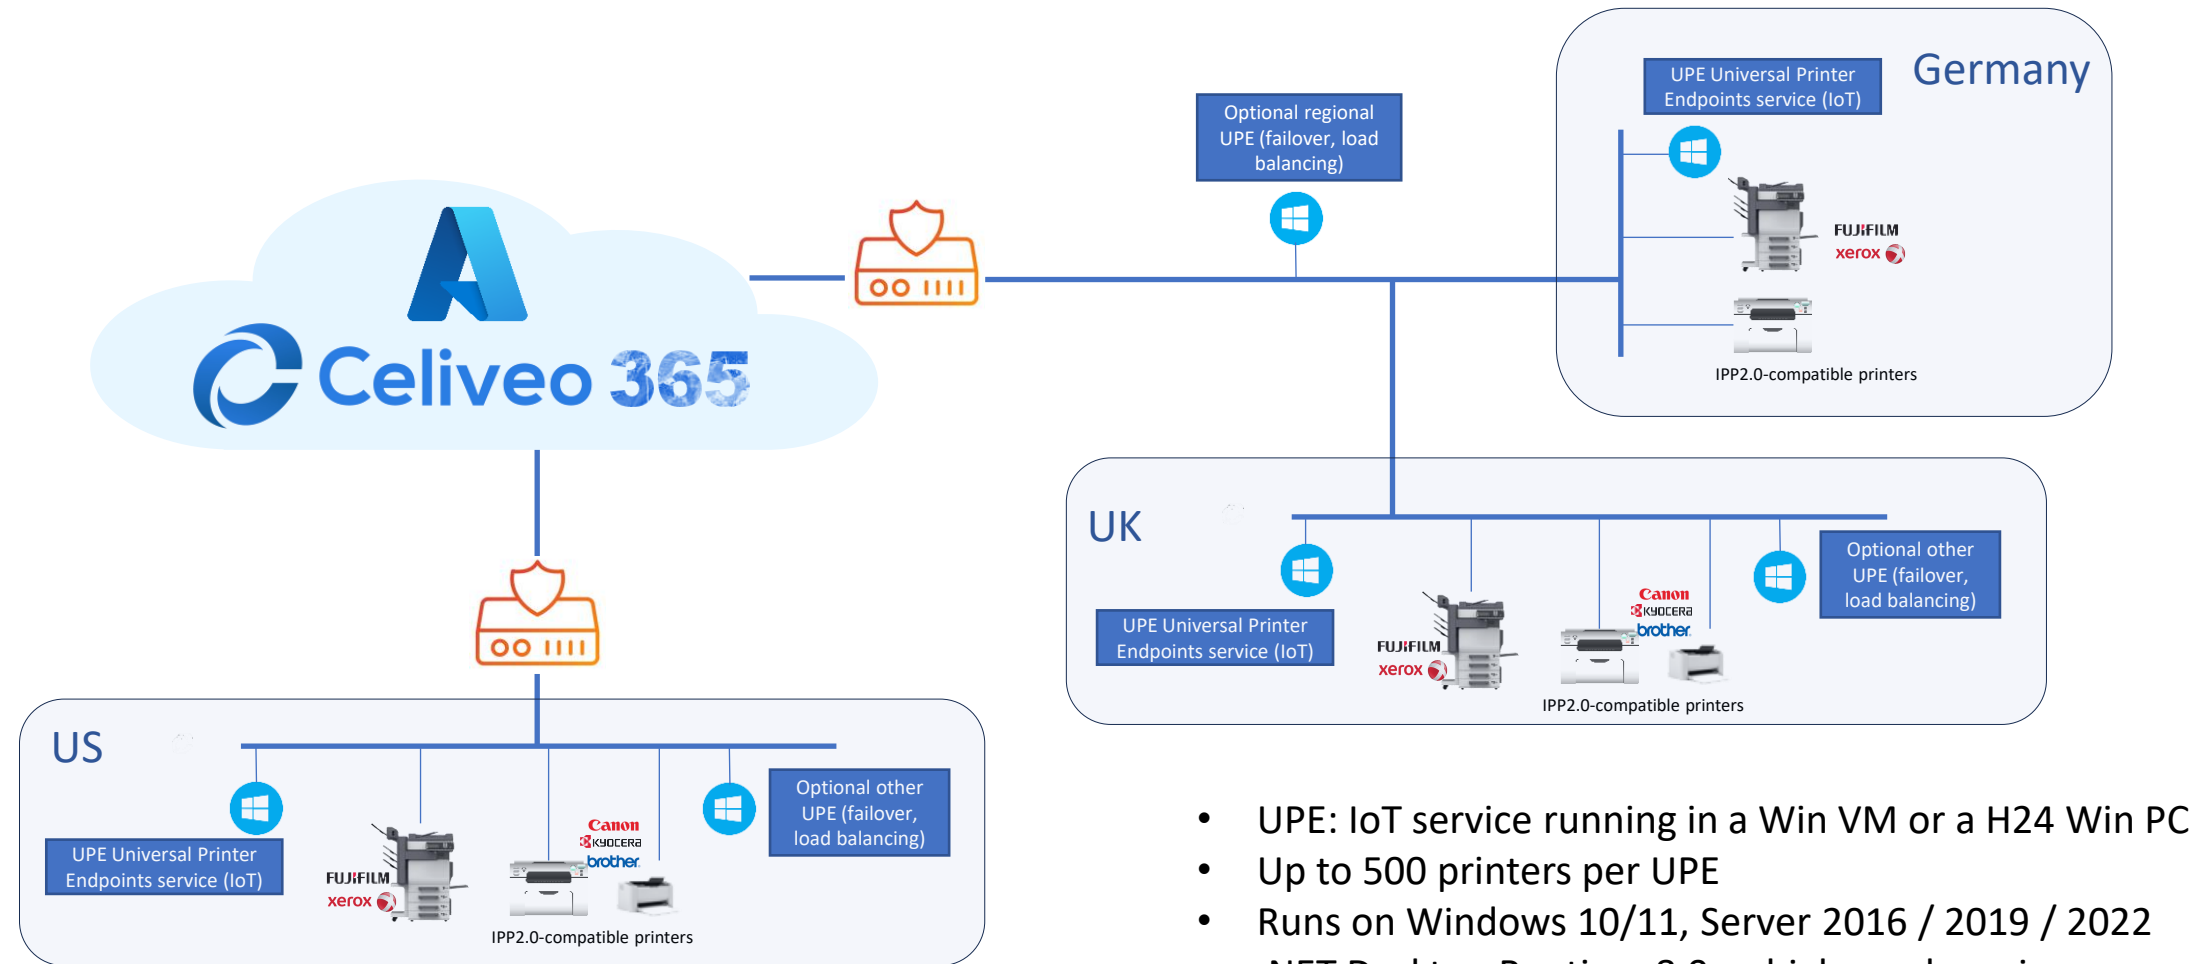 Germany
UPE Universal Printer
Endpoints service (IoT)
Optional regional
UPE (failover, load
balancing)
FUJIFILM
xerox
IPP2.0-compatible printers
Celiveo 365
UK
UPE Universal Printer
Endpoints service (IoT)
FUJIFILM
xerox
Canon
KYOCERA
brother
IPP2.0-compatible printers
Optional other
UPE (failover,
load balancing)
US
UPE Universal Printer
Endpoints service (IoT)
FUJIFILM
xerox
Canon
KYOCERA
brother
IPP2.0-compatible printers
Optional other
UPE (failover,
load balancing)
• UPE: IoT service running in a Win VM or a H24 Win PC
• Up to 500 printers per UPE
• Runs on Windows 10/11, Server 2016 / 2019 / 2022